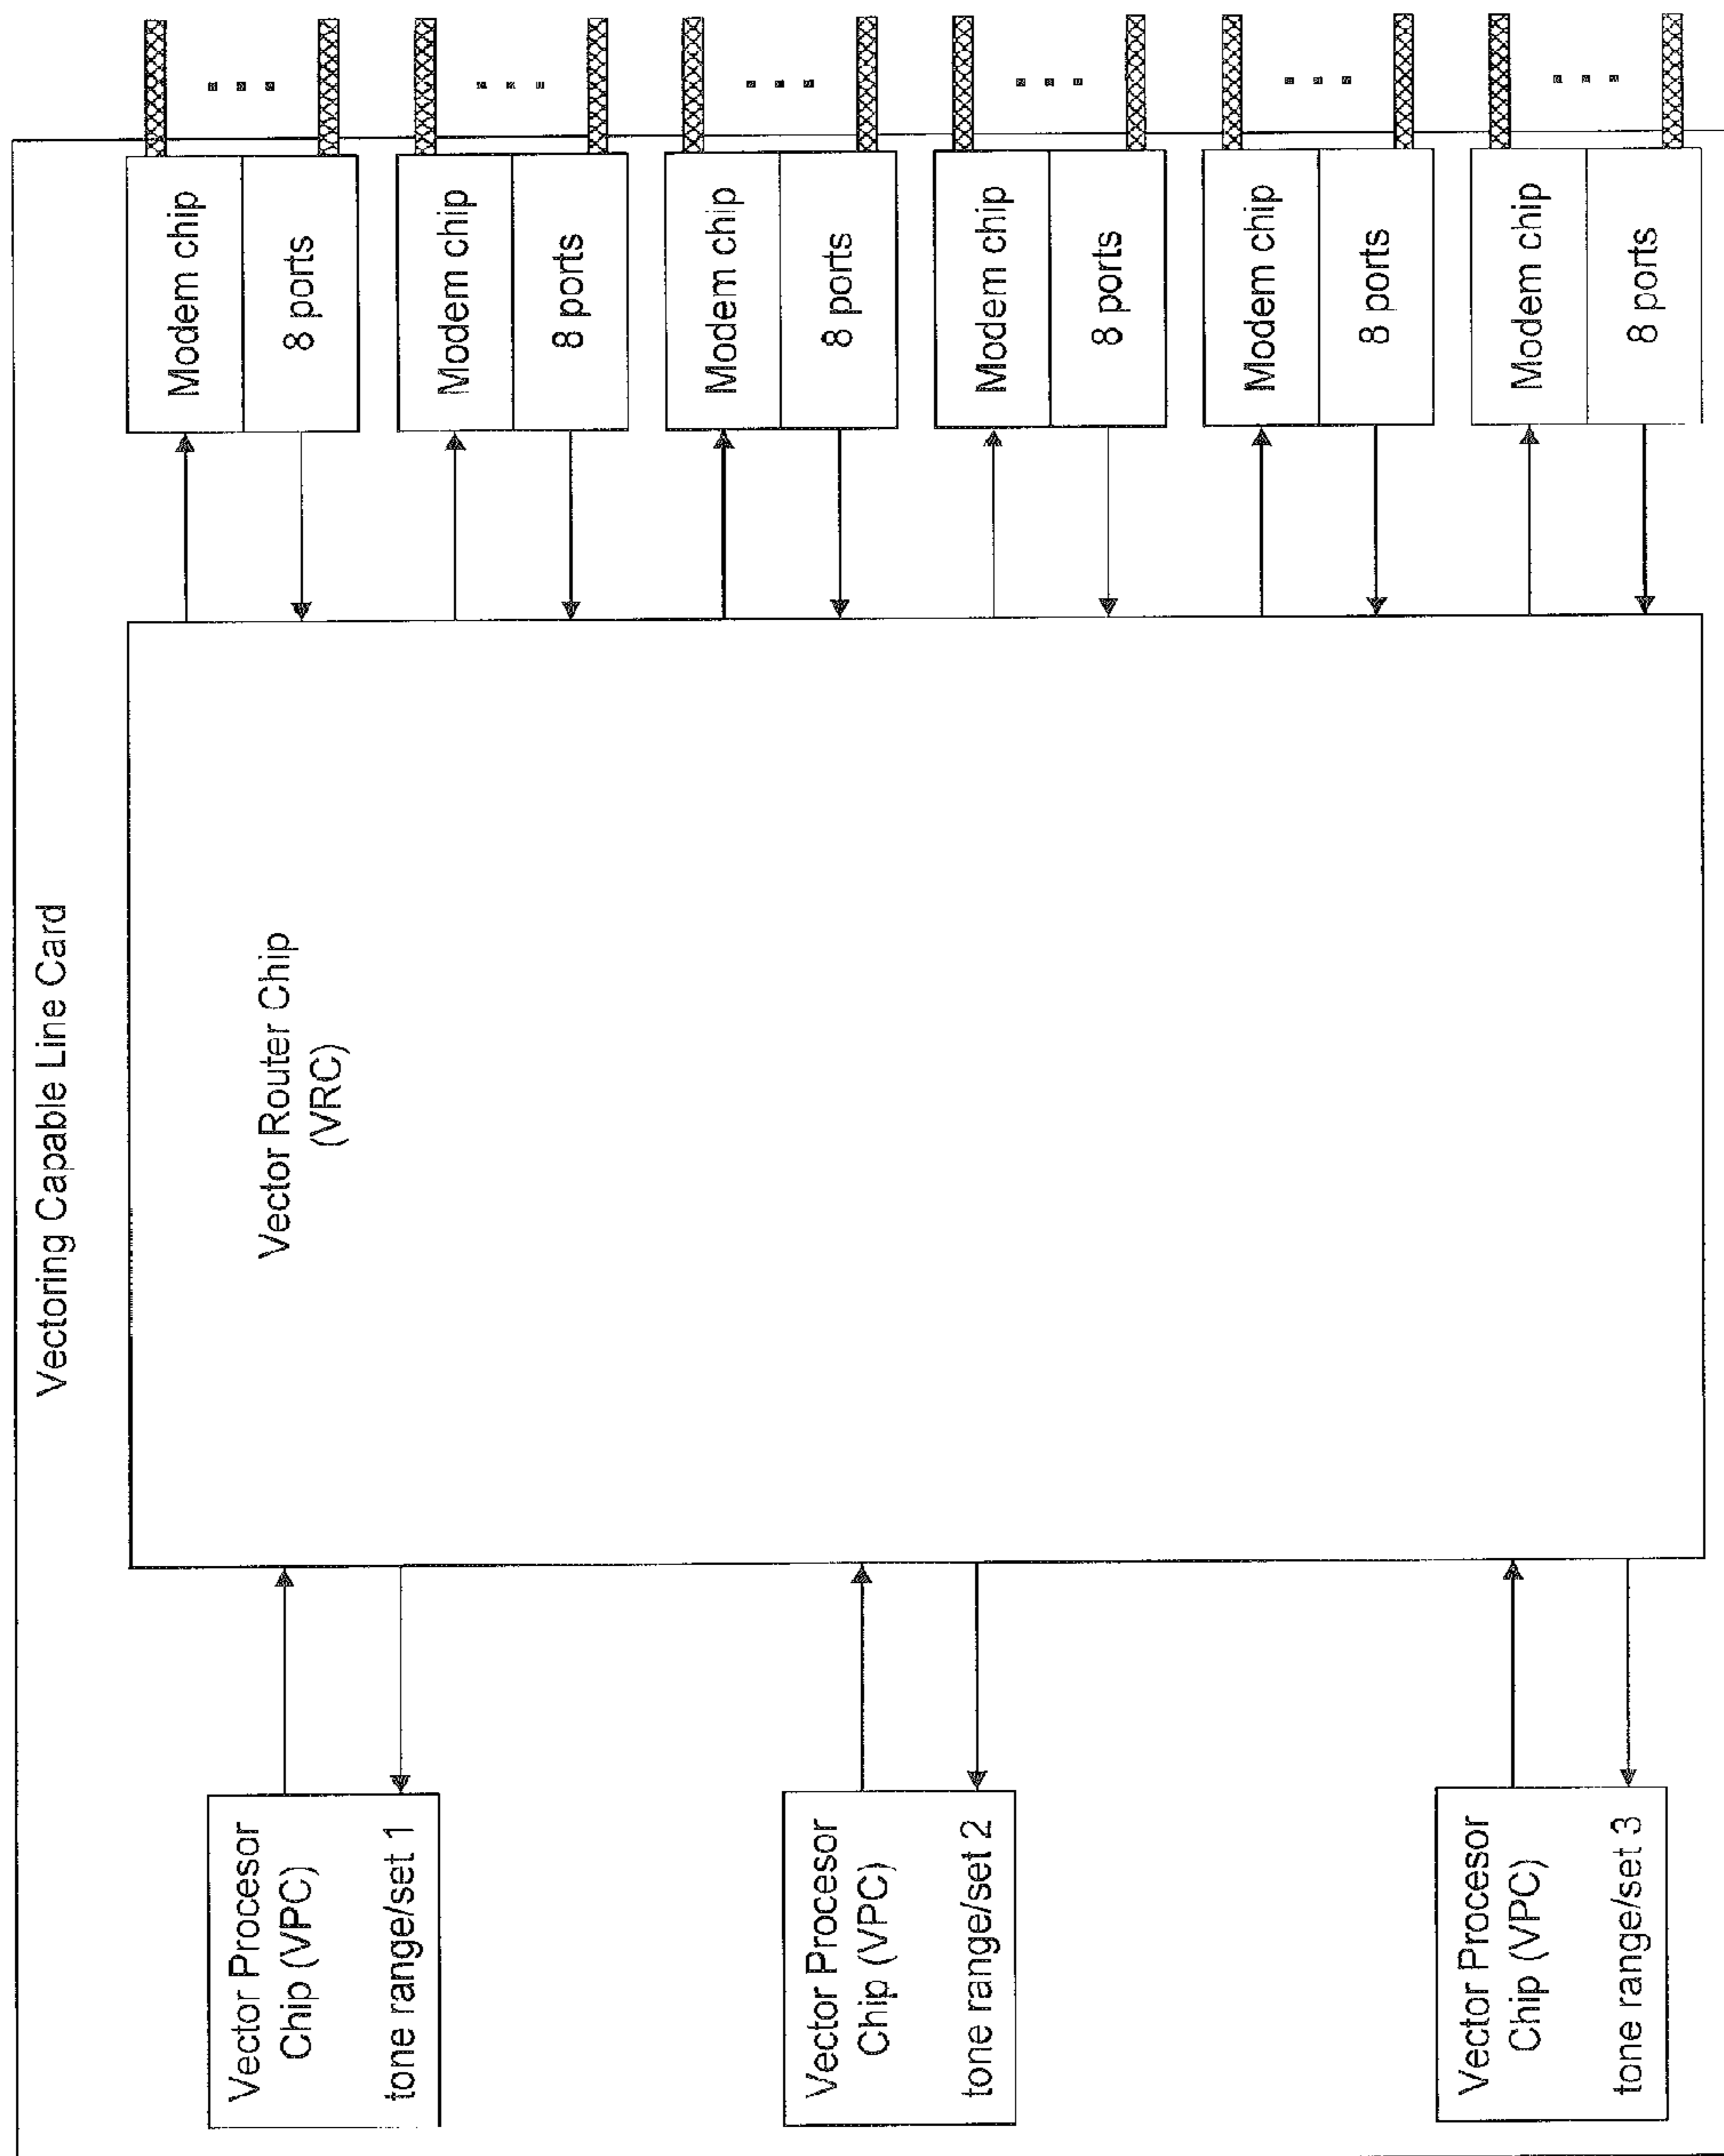 Vectoring Capable Line Card
Vector Procesor
Chip (VPC)
tone range/set 1
Vector Procesor
Chip (VPC)
tone range/set 2
Vector Procesor
Chip (VPC)
tone range/set 3
Vector Router Chip
(VRC)
Modem chip
8 ports
Modem chip
8 ports
Modem chip
8 ports
Modem chip
8 ports
Modem chip
8 ports
Modem chip
8 ports